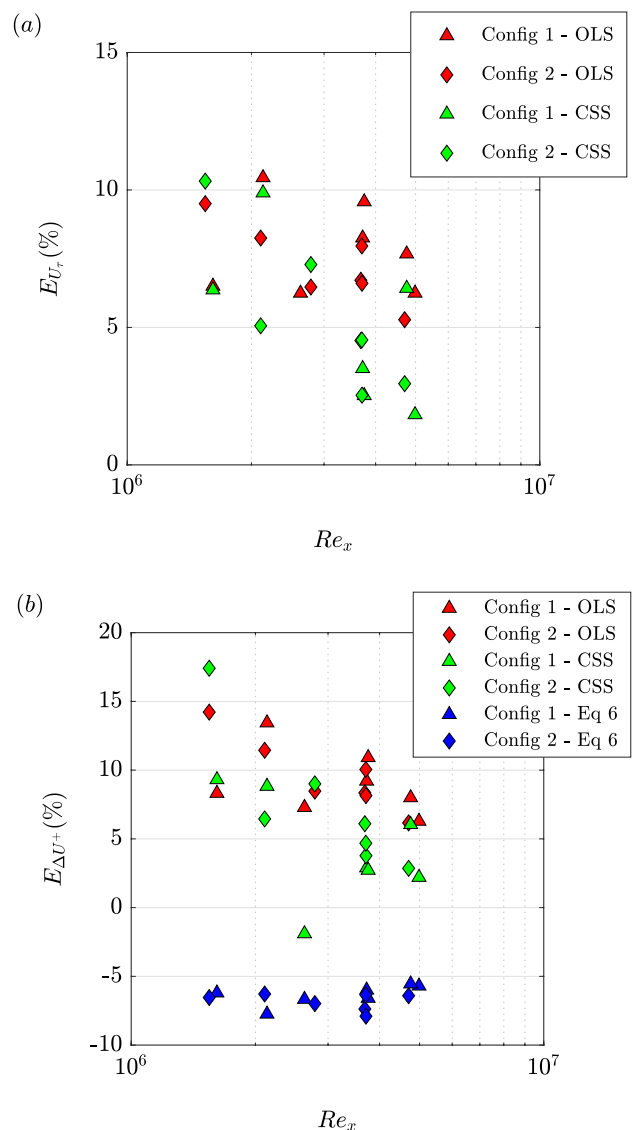 (a)
15
10
5
0
E_{U_τ}(%)
10^6
10^7
Re_x
Config 1 - OLS
Config 2 - OLS
Config 1 - CSS
Config 2 - CSS
(b)
20
15
10
5
0
-5
-10
E_{ΔU^+}(%)
10^6
10^7
Re_x
Config 1 - OLS
Config 2 - OLS
Config 1 - CSS
Config 2 - CSS
Config 1 - Eq 6
Config 2 - Eq 6